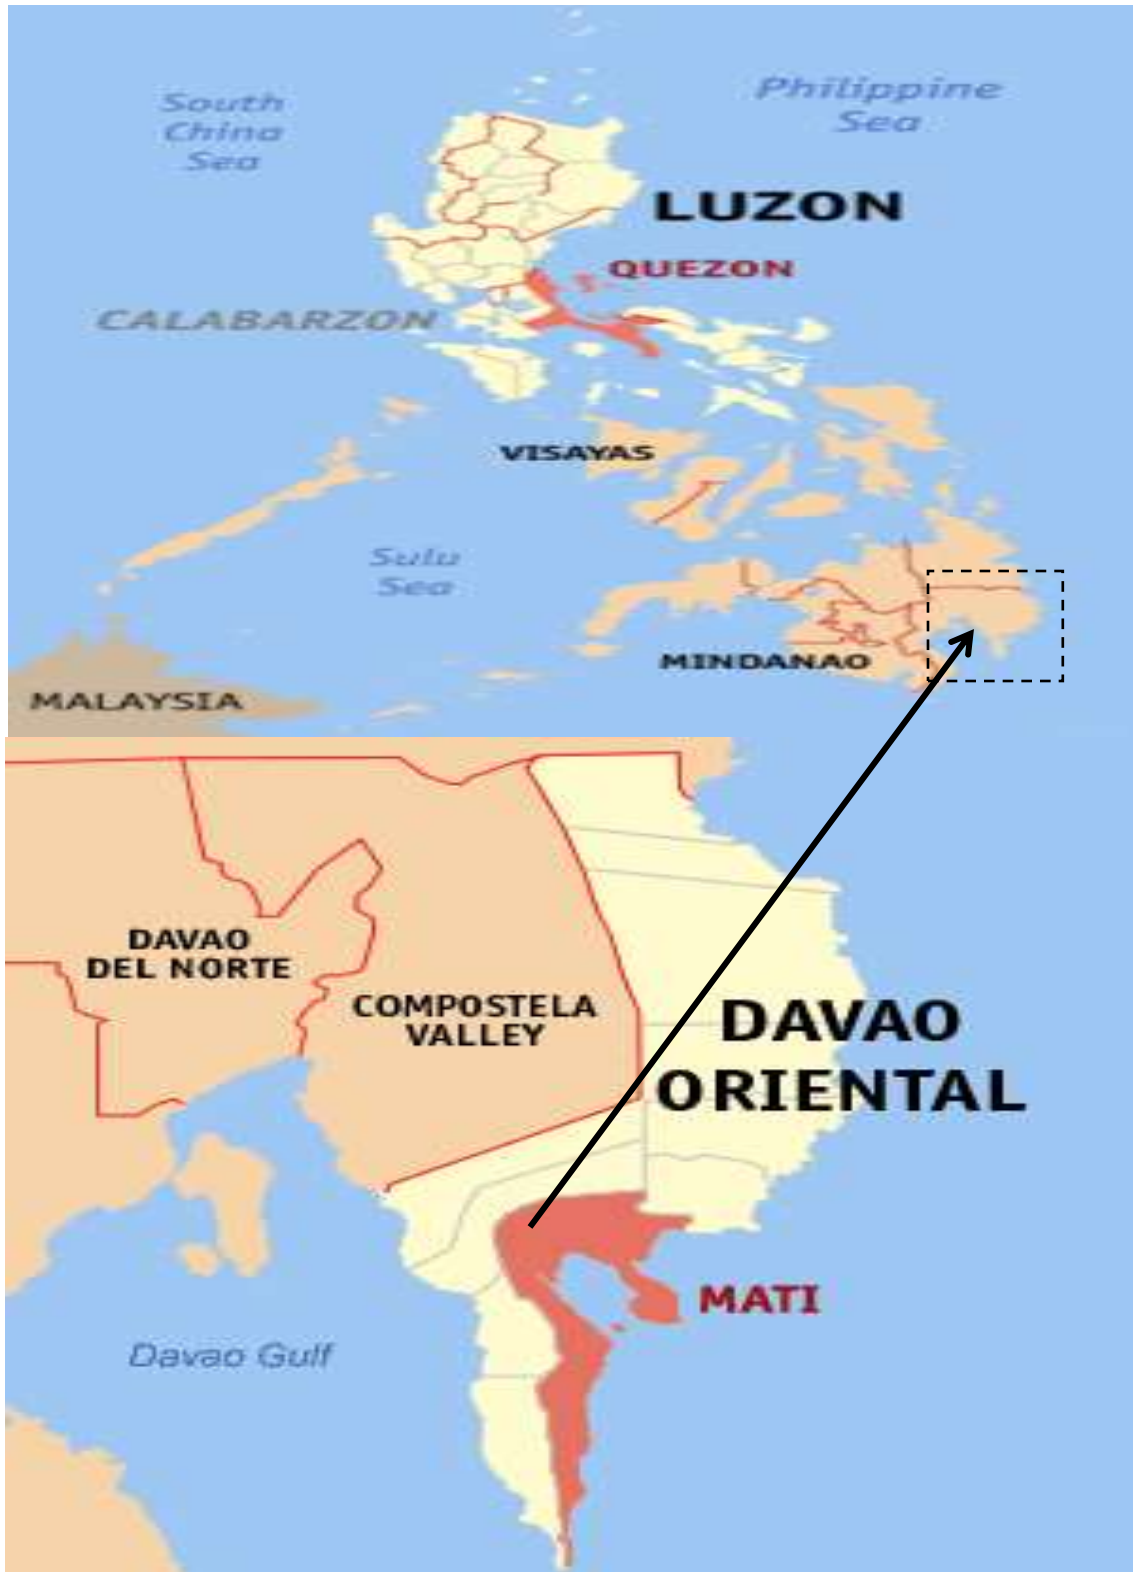 South
China
Sea
Philippine
Sea
LUZON
QUEZON
CALABARZON
VISAYAS
Sulu
Sea
MINDANAO
MALAYSIA
DAVAO
DEL NORTE
COMPOSTELA
VALLEY
DAVAO
ORIENTAL
MATI
Davao Gulf